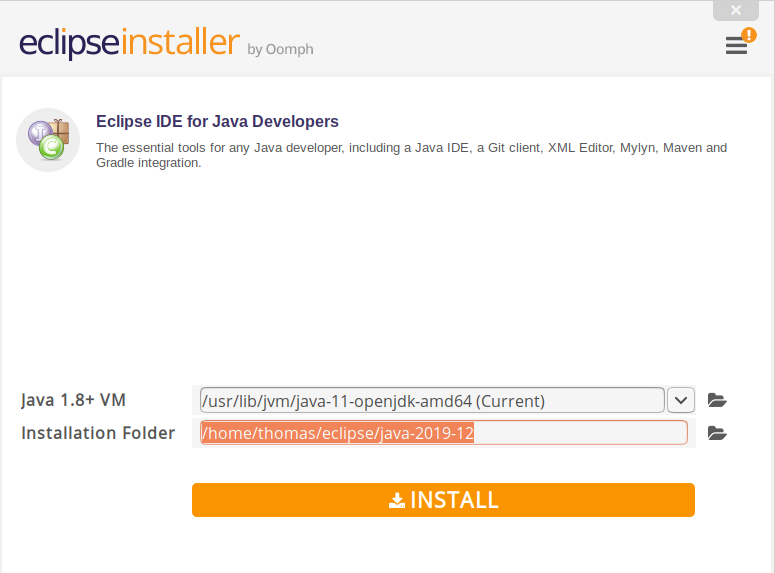 eclipseinstaller by Oomph
Eclipse IDE for Java Developers
The essential tools for any Java developer, including a Java IDE, a Git client, XML Editor, Mylyn, Maven and
Gradle integration.
Java 1.8+ VM /usr/lib/jvm/java-11-openjdk-amd64 (Current)
Installation Folder /home/thomas/eclipse/java-2019-12
INSTALL